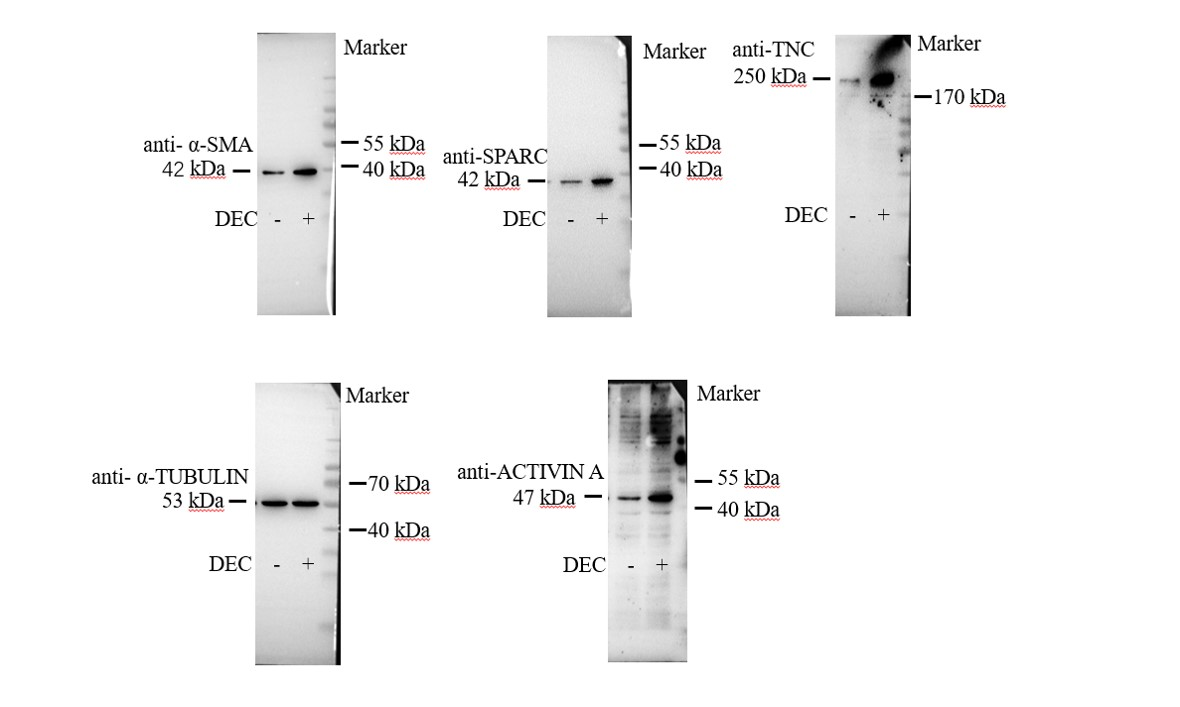 Marker
anti- α-SMA
42 kDa
55 kDa
40 kDa
DEC - +
Marker
anti-SPARC
42 kDa
55 kDa
40 kDa
DEC - +
anti-TNC
250 kDa
Marker
170 kDa
DEC - +
Marker
anti- α-TUBULIN
53 kDa
70 kDa
40 kDa
DEC - +
Marker
anti-ACTIVIN A
47 kDa
55 kDa
40 kDa
DEC - +